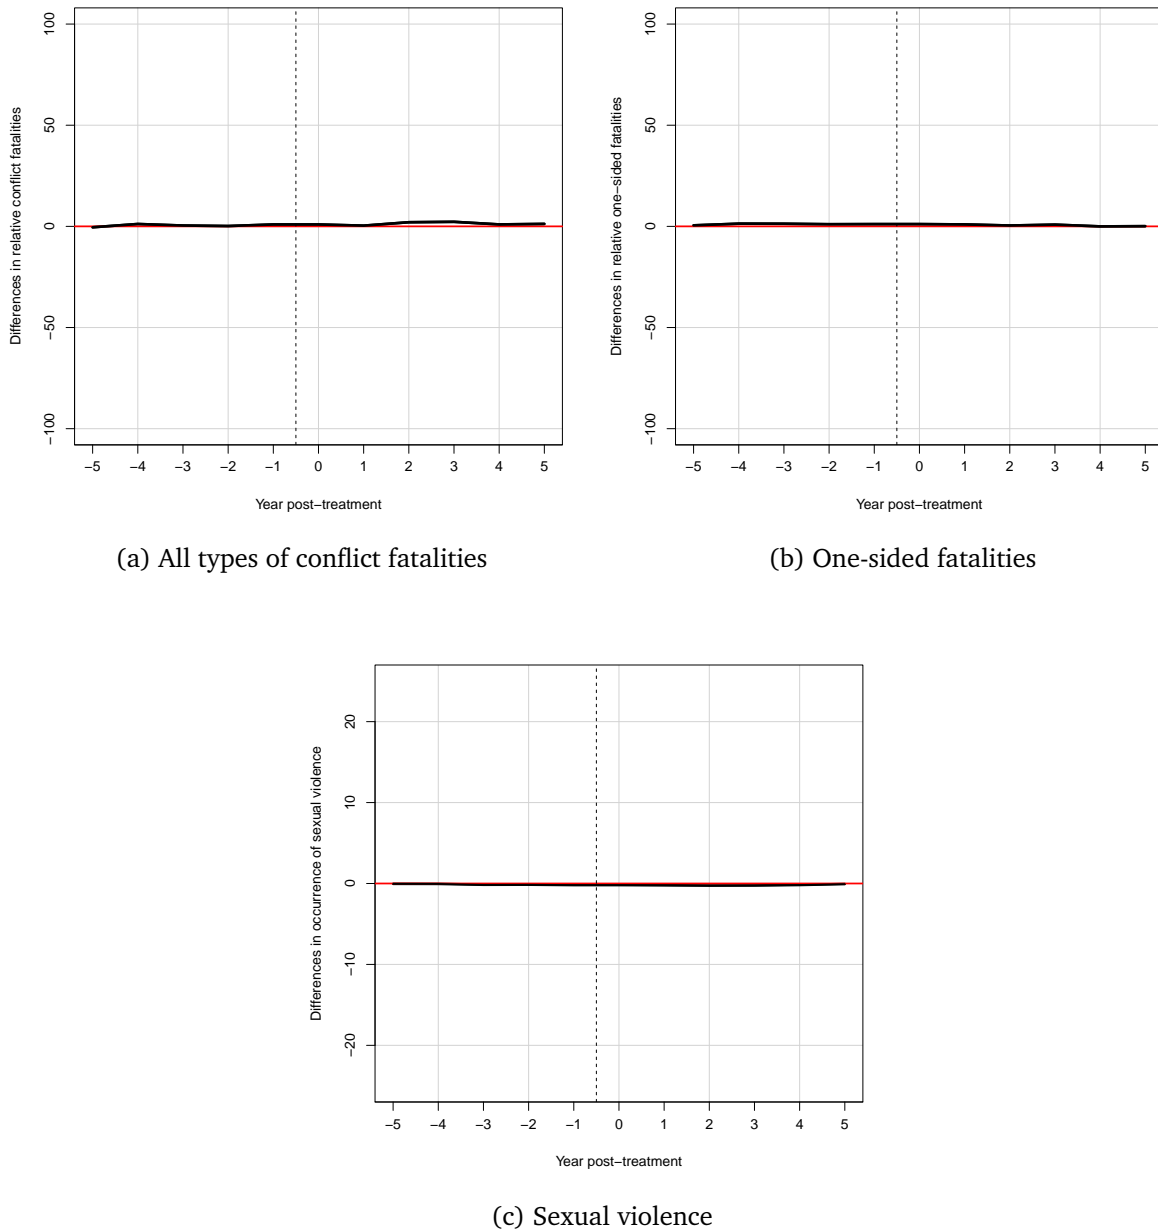 Differences in relative conflict fatalities
100
50
0
−50
−100
−5 −4 −3 −2 −1 0 1 2 3 4 5
Year post−treatment
(a) All types of conflict fatalities
Differences in relative one−sided fatalities
100
50
0
−50
−100
−5 −4 −3 −2 −1 0 1 2 3 4 5
Year post−treatment
(b) One-sided fatalities
Differences in occurrence of sexual violence
20
10
0
−10
−20
−5 −4 −3 −2 −1 0 1 2 3 4 5
Year post−treatment
(c) Sexual violence